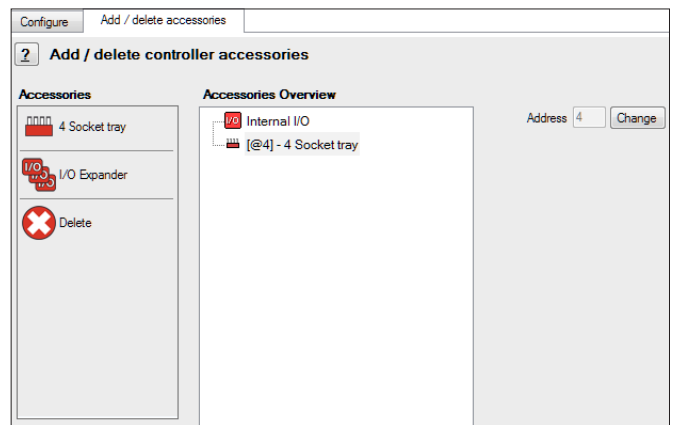 Configure
Add / delete accessories
? Add / delete controller accessories
Accessories
Accessories Overview
4 Socket tray
I/O Internal I/O
Address 4 Change
[@4] - 4 Socket tray
I/O I/O I/O I/O Expander
Delete